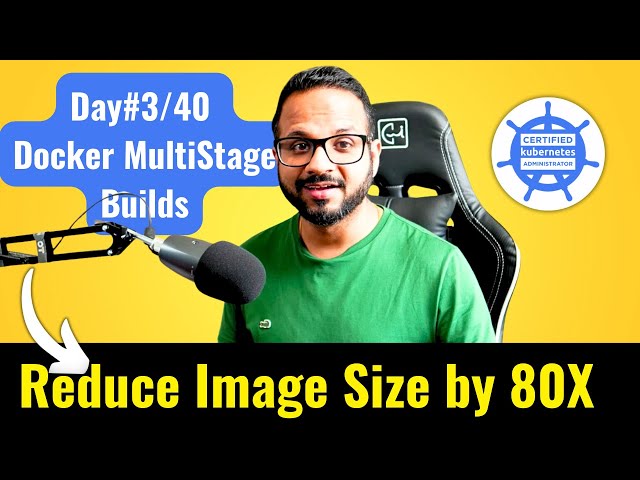 Day#3/40
Docker MultiStage
Builds
CERTIFIED
kubernetes
ADMINISTRATOR
Reduce Image Size by 80X